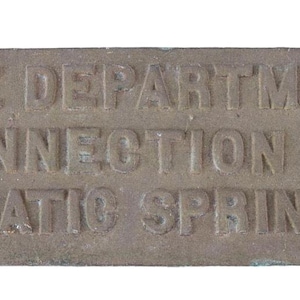 E DEPARTM
NNECTION
ATIC SPRIN